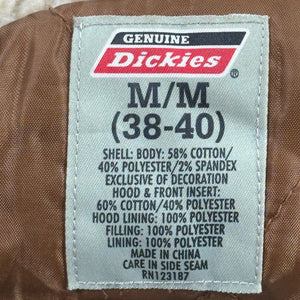 GENUINE
Dickies
®
M/M
(38-40)
SHELL: BODY: 58% COTTON/
40% POLYESTER/2% SPANDEX
EXCLUSIVE OF DECORATION
HOOD & FRONT INSERT:
60% COTTON/40% POLYESTER
HOOD LINING: 100% POLYESTER
FILLING: 100% POLYESTER
LINING: 100% POLYESTER
MADE IN CHINA
CARE IN SIDE SEAM
RN123187